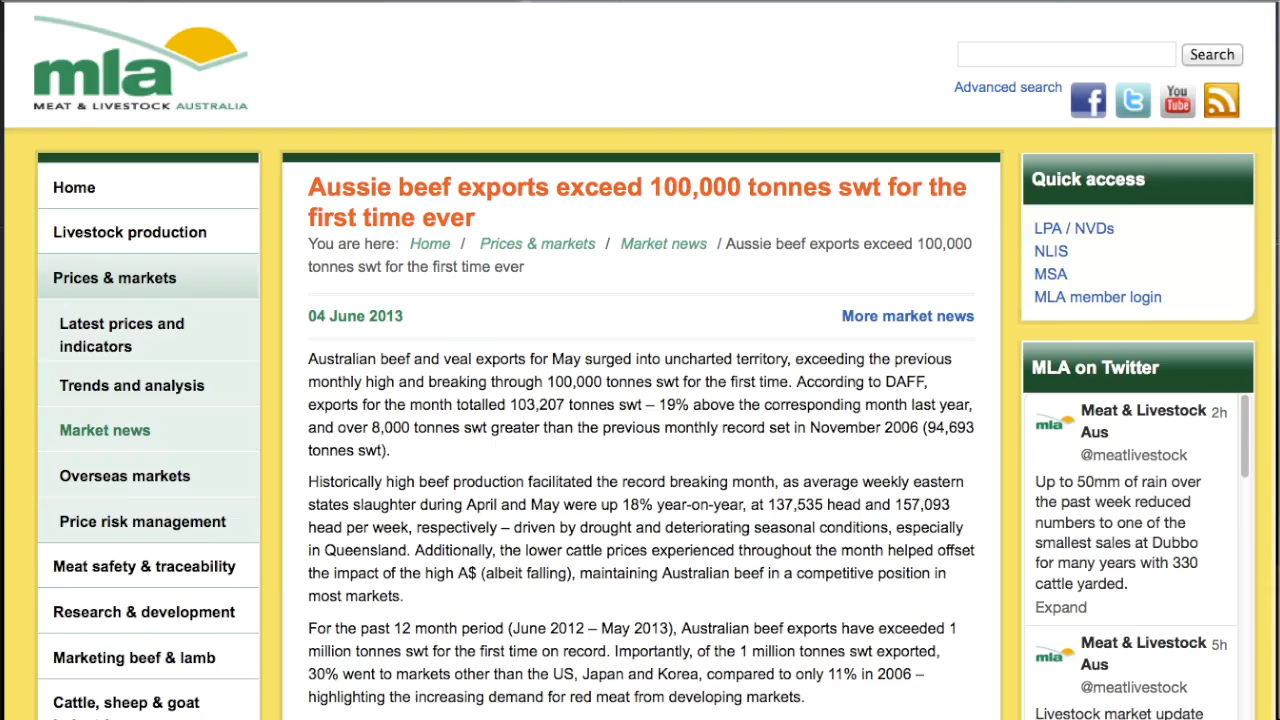 mla
MEAT & LIVESTOCK AUSTRALIA
Search
Advanced search
You
Tube
Home
Livestock production
Prices & markets
Latest prices and
indicators
Trends and analysis
Market news
Overseas markets
Price risk management
Meat safety & traceability
Research & development
Marketing beef & lamb
Cattle, sheep & goat
Aussie beef exports exceed 100,000 tonnes swt for the
first time ever
You are here: Home / Prices & markets / Market news / Aussie beef exports exceed 100,000
tonnes swt for the first time ever
04 June 2013
More market news
Australian beef and veal exports for May surged into uncharted territory, exceeding the previous
monthly high and breaking through 100,000 tonnes swt for the first time. According to DAFF,
exports for the month totalled 103,207 tonnes swt – 19% above the corresponding month last year,
and over 8,000 tonnes swt greater than the previous monthly record set in November 2006 (94,693
tonnes swt).
Historically high beef production facilitated the record breaking month, as average weekly eastern
states slaughter during April and May were up 18% year-on-year, at 137,535 head and 157,093
head per week, respectively – driven by drought and deteriorating seasonal conditions, especially
in Queensland. Additionally, the lower cattle prices experienced throughout the month helped offset
the impact of the high A$ (albeit falling), maintaining Australian beef in a competitive position in
most markets.
For the past 12 month period (June 2012 – May 2013), Australian beef exports have exceeded 1
million tonnes swt for the first time on record. Importantly, of the 1 million tonnes swt exported,
30% went to markets other than the US, Japan and Korea, compared to only 11% in 2006 –
highlighting the increasing demand for red meat from developing markets.
Quick access
LPA / NVDs
NLIS
MSA
MLA member login
MLA on Twitter
mla
Meat & Livestock 2h
Aus
@meatlivestock
Up to 50mm of rain over
the past week reduced
numbers to one of the
smallest sales at Dubbo
for many years with 330
cattle yarded.
Expand
mla
Meat & Livestock 5h
Aus
@meatlivestock
Livestock market update